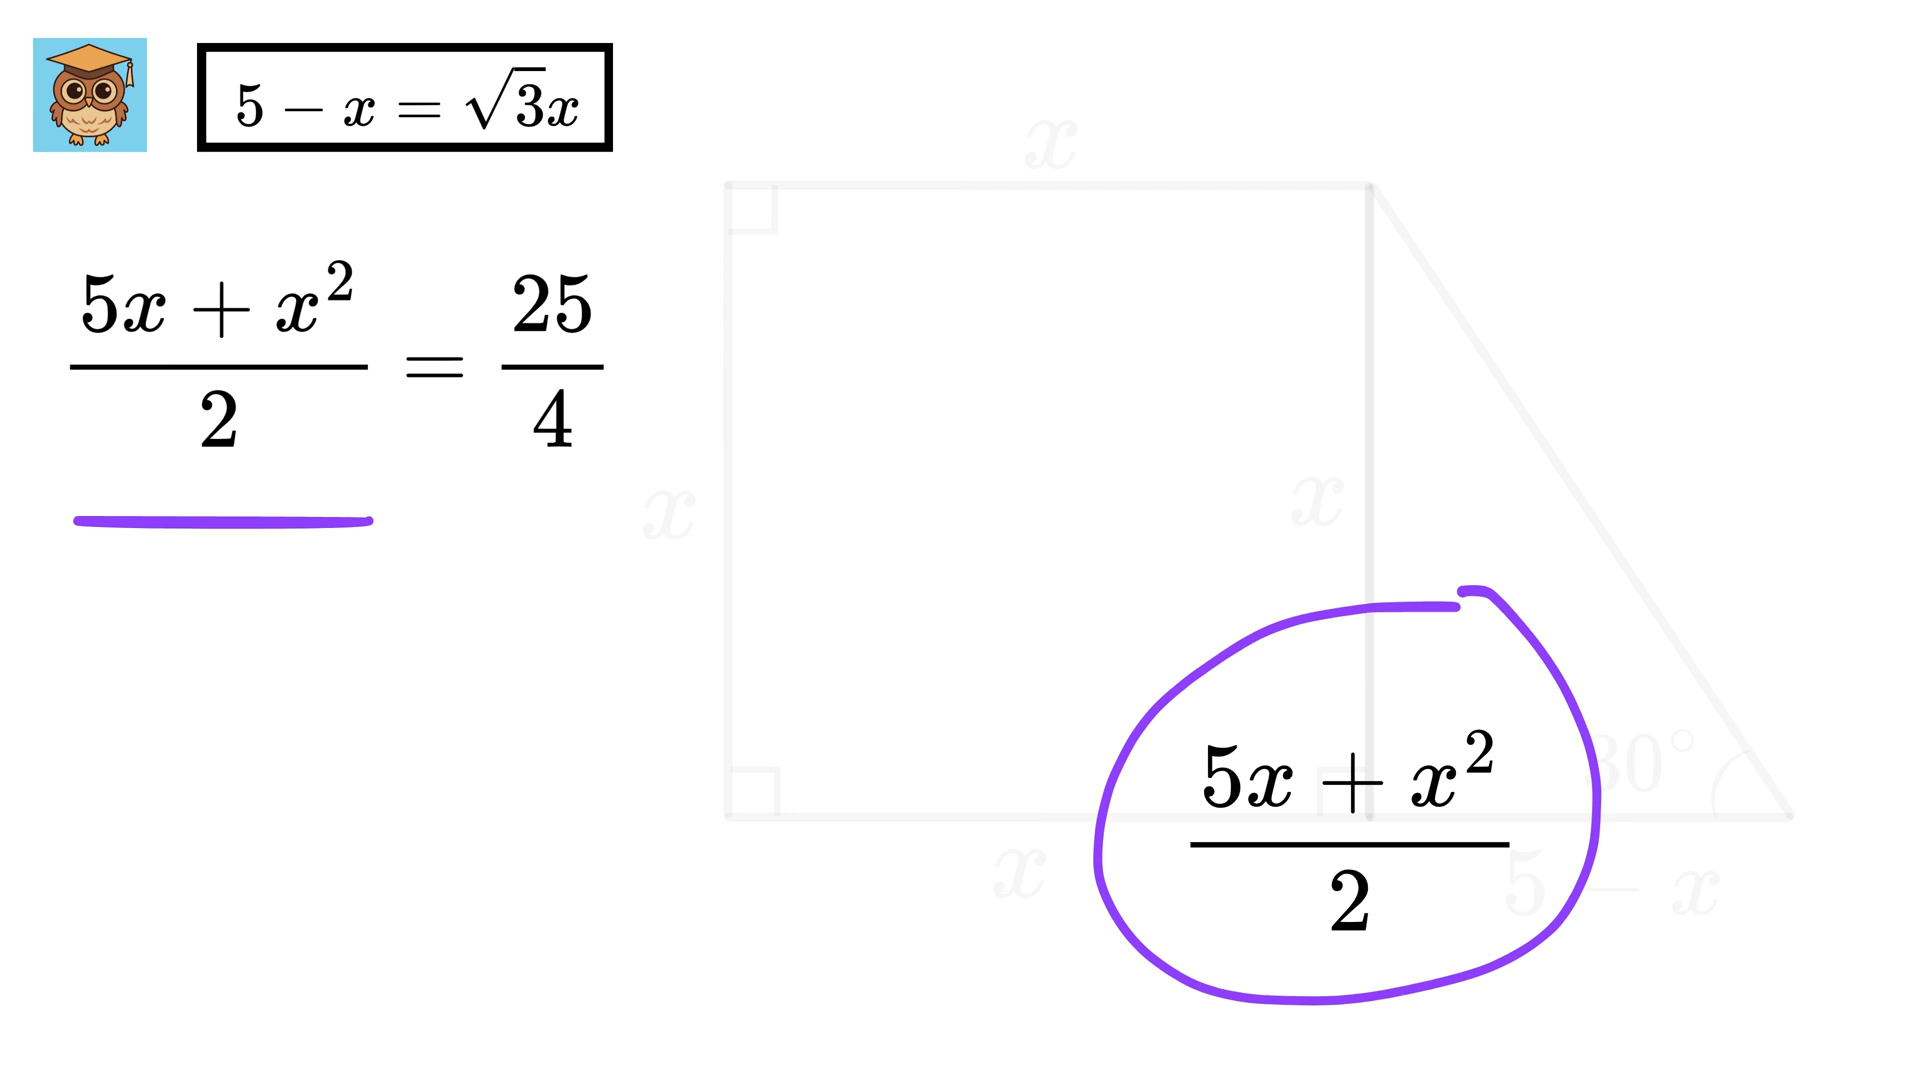 5 − x = √3x
(5x + x²)/2 = 25/4
x
x
x
30°
(5x + x²)/2
x
5 − x